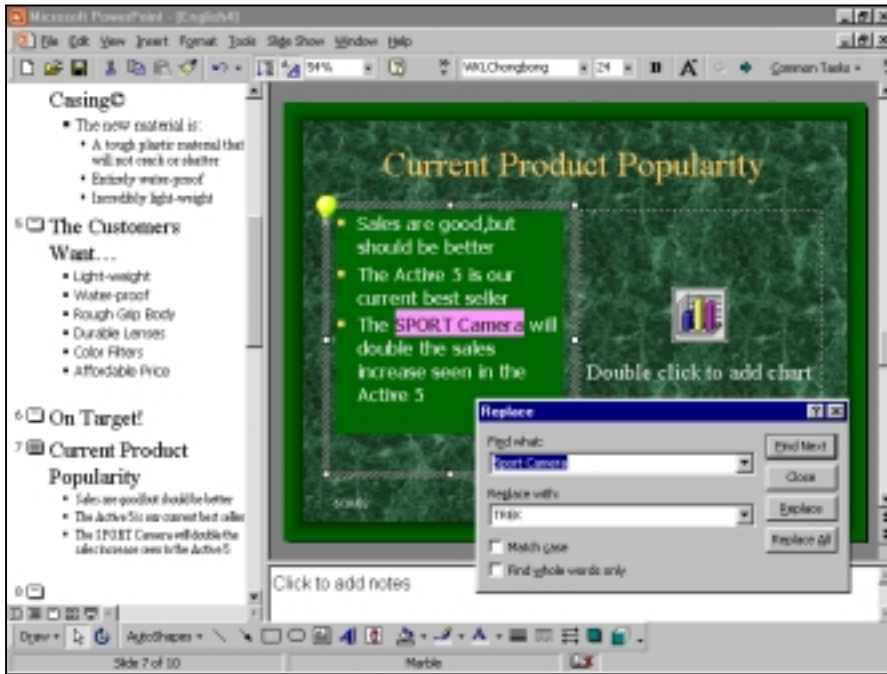 Microsoft PowerPoint - [English4]
File Edit View Insert Format Tools Slide Show Window Help
94% 24 B A Common Tasks
Casing©
The new material is:
A tough plastic material that
will not crack or shatter
Entirely water-proof
Incredibly light-weight
5 The Customers
Want...
Light-weight
Water-proof
Rough Grip Body
Durable Lenses
Color Filters
Affordable Price
6 On Target!
7 Current Product
Popularity
Sales are good,but should be better
The Active 5 is our current best seller
The SPORT Camera will double the
sales increase seen in the Active 5
8
Current Product Popularity
Sales are good,but
should be better
The Active 5 is our
current best seller
The SPORT Camera will
double the sales
increase seen in the
Active 5
Double click to add chart
Replace
Find what:
Sport Camera
Replace with:
TREK
Match case
Find whole words only
Find Next
Close
Replace
Replace All
Click to add notes
Draw AutoShapes
Slide 7 of 10 Marble